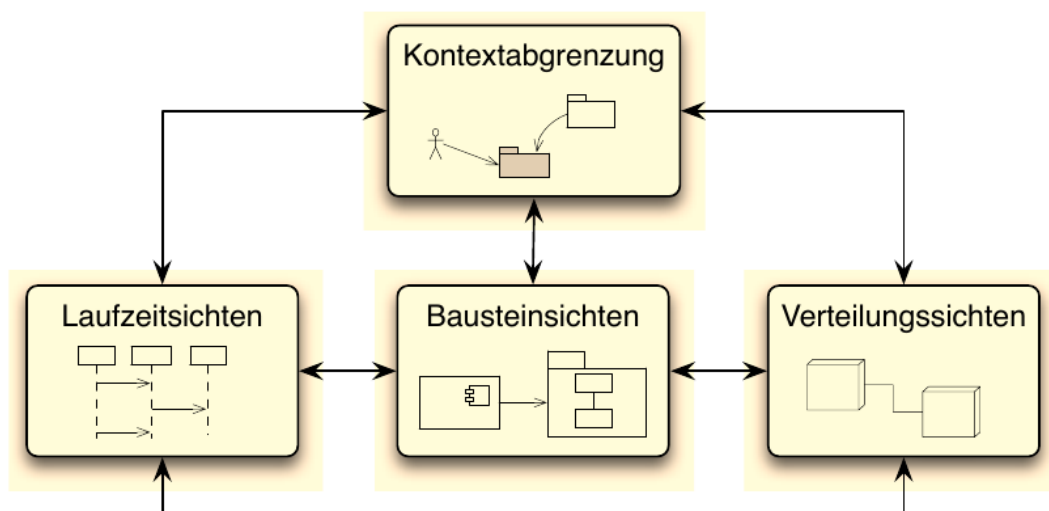 Kontextabgrenzung
Laufzeitsichten
Bausteinsichten
Verteilungssichten